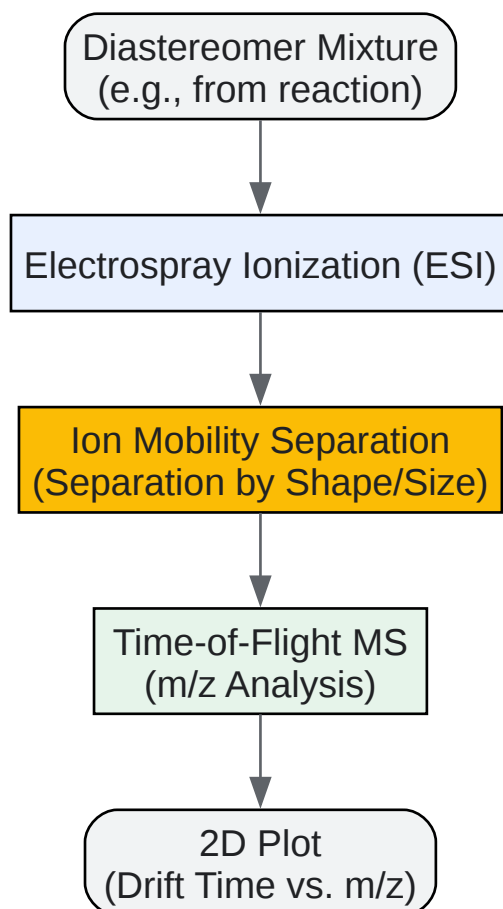 Diastereomer Mixture
(e.g., from reaction)
Electrospray Ionization (ESI)
Ion Mobility Separation
(Separation by Shape/Size)
Time-of-Flight MS
(m/z Analysis)
2D Plot
(Drift Time vs. m/z)